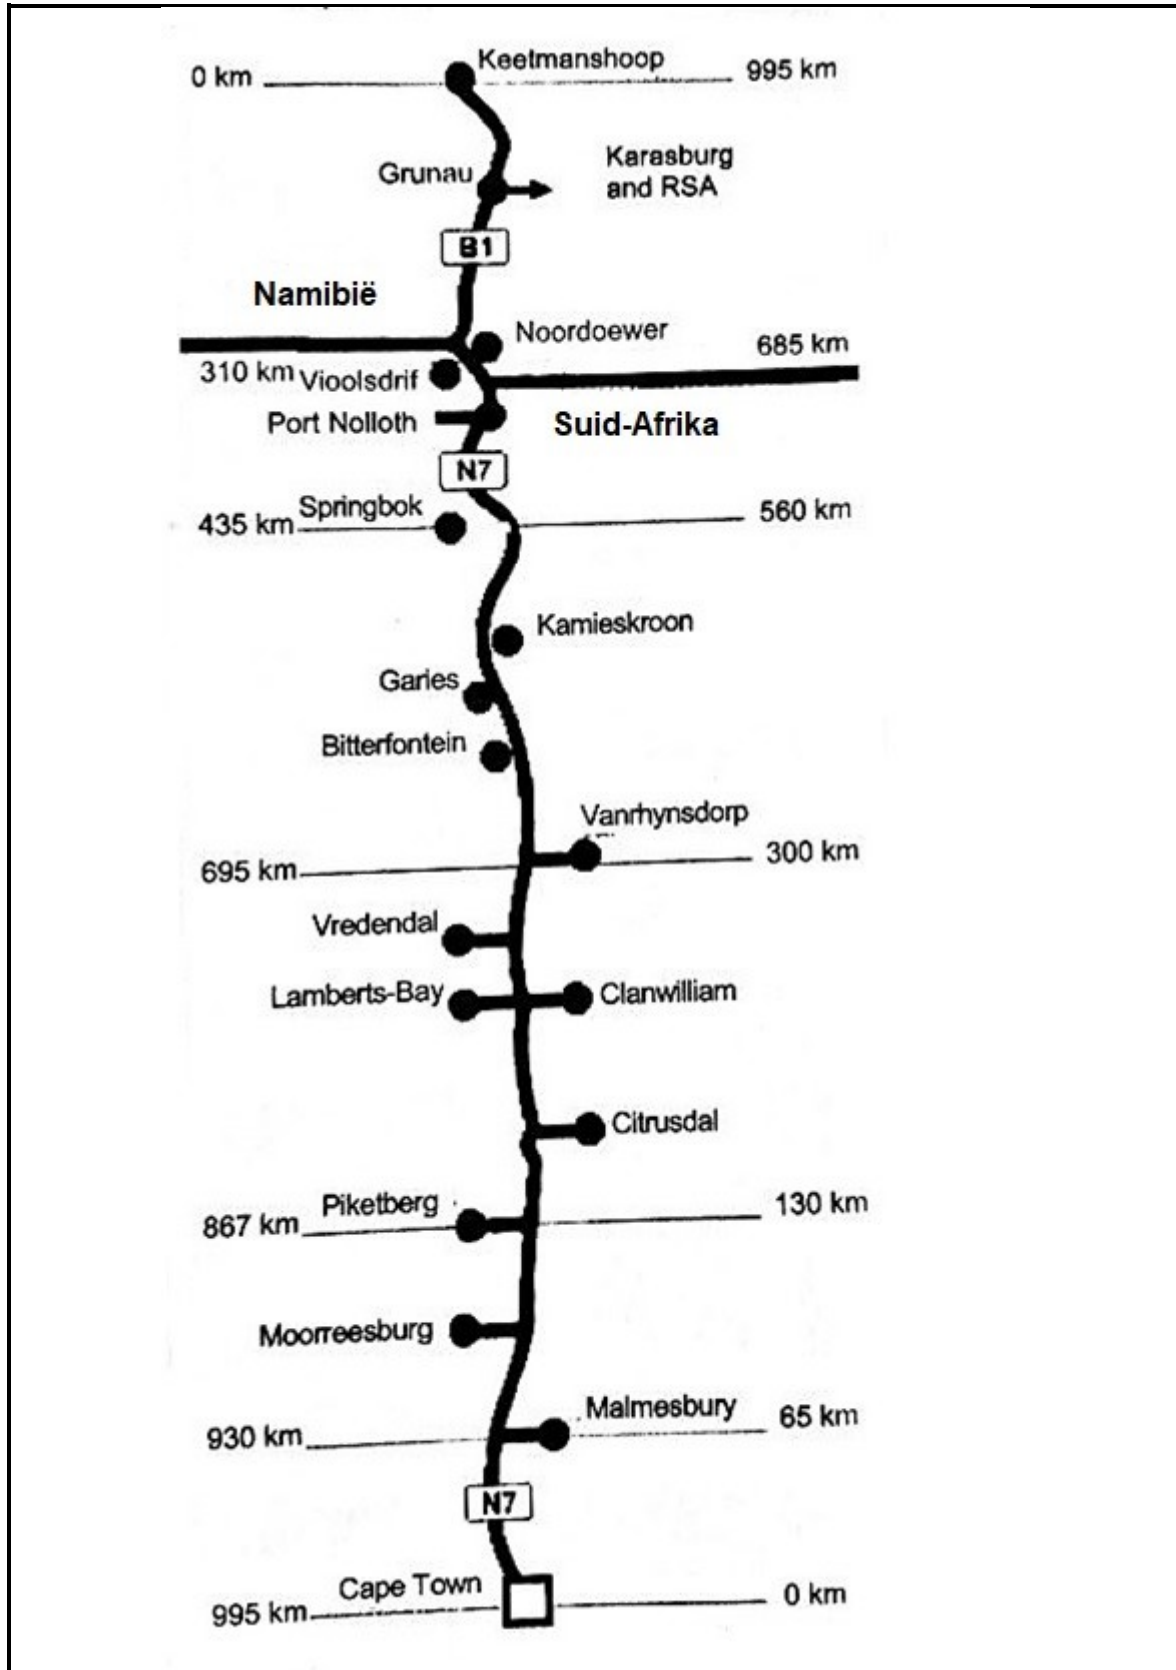 Keetmanshoop
0 km
995 km
Grunau
Karasburg
and RSA
B1
Namibië
Noordoewer
685 km
310 km
Vioolsdrif
Port Nolloth
Suid-Afrika
N7
Springbok
435 km
560 km
Kamieskroon
Garies
Bitterfontein
Vanrhynsdorp
695 km
300 km
Vredendal
Lamberts-Bay
Clanwilliam
Citrusdal
Piketberg
867 km
130 km
Moorreesburg
Malmesbury
930 km
65 km
N7
Cape Town
995 km
0 km